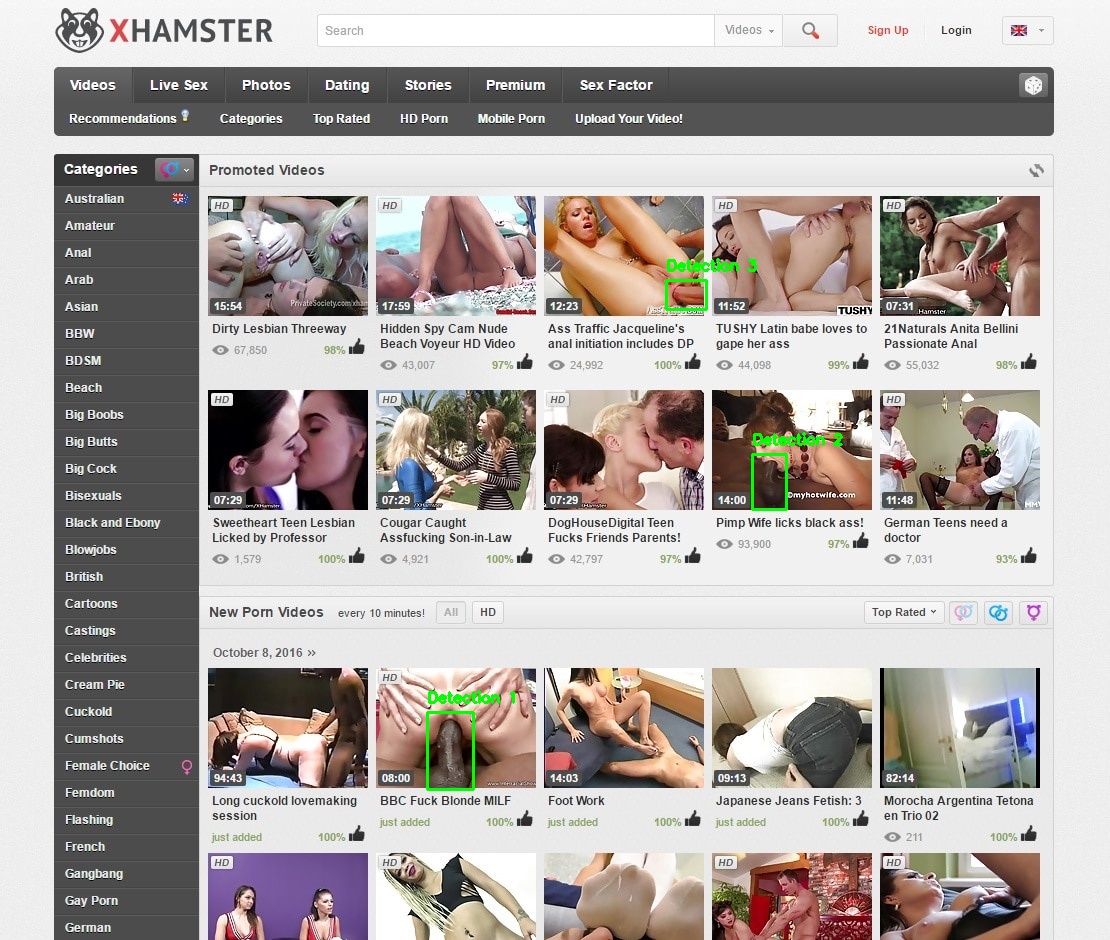 XHAMSTER
Search
Videos
Sign Up
Login
Videos
Live Sex
Photos
Dating
Stories
Premium
Sex Factor
Recommendations
Categories
Top Rated
HD Porn
Mobile Porn
Upload Your Video!
Categories
Australian
Amateur
Anal
Arab
Asian
BBW
BDSM
Beach
Big Boobs
Big Butts
Big Cock
Bisexuals
Black and Ebony
Blowjobs
British
Cartoons
Castings
Celebrities
Cream Pie
Cuckold
Cumshots
Female Choice
Femdom
Flashing
French
Gangbang
Gay Porn
German
Promoted Videos
HD
15:54
Dirty Lesbian Threeway
67,850
98%
HD
17:59
Hidden Spy Cam Nude
Beach Voyeur HD Video
43,007
97%
Detection 3
12:23
Ass Traffic Jacqueline's
anal initiation includes DP
24,992
100%
HD
11:52
TUSHY
TUSHY Latin babe loves to
gape her ass
44,098
99%
HD
07:31
21Naturals Anita Bellini
Passionate Anal
55,032
98%
HD
07:29
Sweetheart Teen Lesbian
Licked by Professor
1,579
100%
HD
07:29
Cougar Caught
Assfucking Son-in-Law
4,921
100%
HD
07:29
DogHouseDigital Teen
Fucks Friends Parents!
42,797
97%
HD
Detection 2
14:00
Pimp Wife licks black ass!
93,900
97%
HD
11:48
German Teens need a
doctor
7,031
93%
New Porn Videos
every 10 minutes!
All
HD
Top Rated
October 8, 2016 »
94:43
Long cuckold lovemaking
session
just added
100%
HD
Detection 1
08:00
BBC Fuck Blonde MILF
just added
100%
14:03
Foot Work
just added
100%
09:13
Japanese Jeans Fetish: 3
just added
100%
82:14
Morocha Argentina Tetona
en Trio 02
211
100%
HD
HD
HD
HD